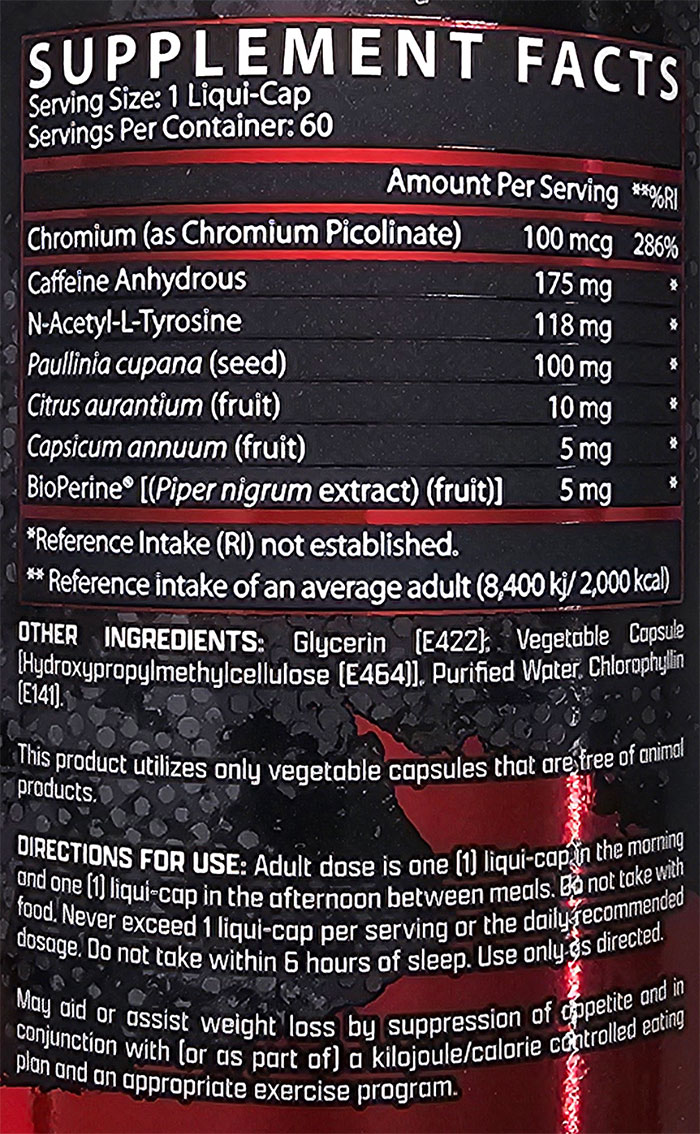 SUPPLEMENT FACTS
Serving Size: 1 Liqui-Cap
Servings Per Container: 60
Amount Per Serving **%RI
Chromium (as Chromium Picolinate) 100 mcg 286%
Caffeine Anhydrous 175 mg *
N-Acetyl-L-Tyrosine 118 mg *
Paullinia cupana (seed) 100 mg *
Citrus aurantium (fruit) 10 mg *
Capsicum annuum (fruit) 5 mg *
BioPerine® [(Piper nigrum extract) (fruit)] 5 mg *
*Reference Intake (RI) not established.
** Reference intake of an average adult (8,400 kj/ 2,000 kcal)
OTHER INGREDIENTS: Glycerin (E422); Vegetable Capsule
[Hydroxypropylmethylcellulose (E464)], Purified Water, Chlorophyllin
(E141).
This product utilizes only vegetable capsules that are free of animal
products.
DIRECTIONS FOR USE: Adult dose is one (1) liqui-cap in the morning
and one (1) liqui-cap in the afternoon between meals. Do not take with
food. Never exceed 1 liqui-cap per serving or the daily recommended
dosage. Do not take within 6 hours of sleep. Use only as directed.
May aid or assist weight loss by suppression of appetite and in
conjunction with (or as part of) a kilojoule/calorie controlled eating
plan and an appropriate exercise program.